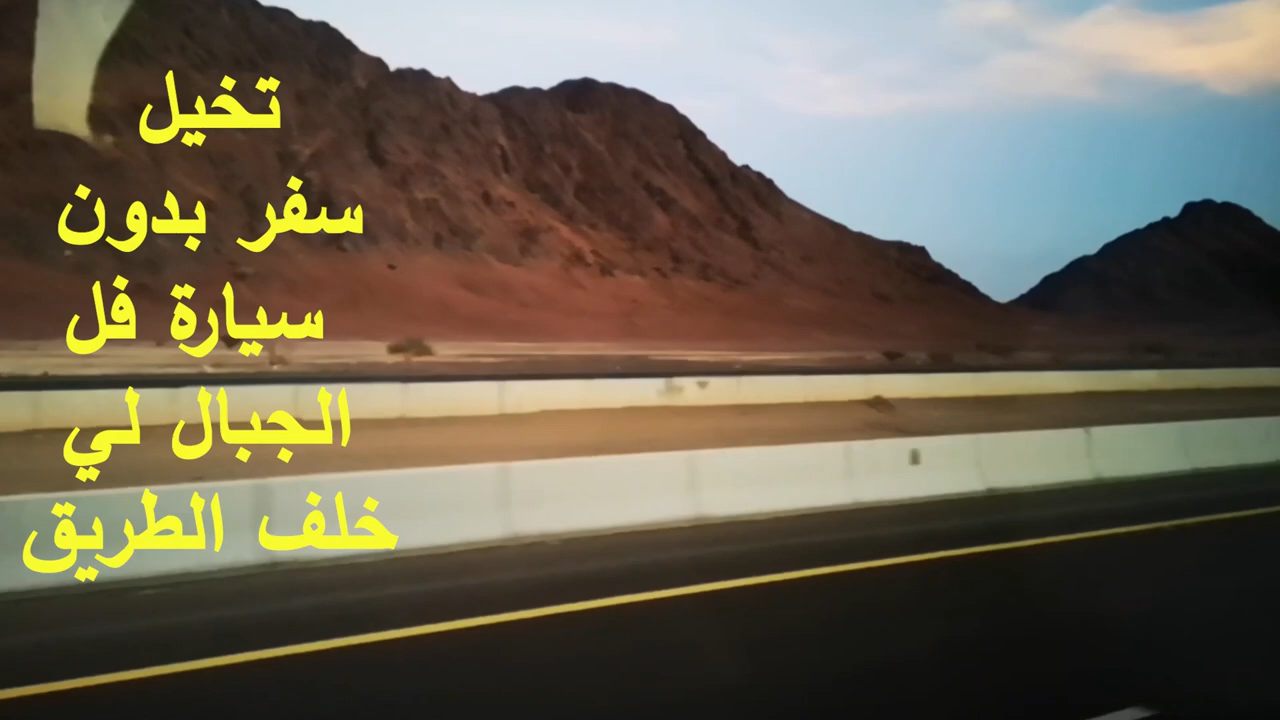 تخيل
سفر بدون
سيارة فل
الجبال لي
خلف الطريق